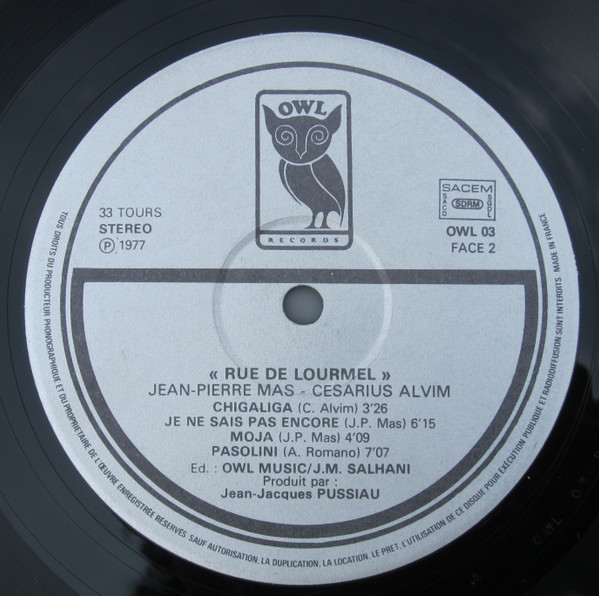 OWL
RECORDS
33 TOURS
STEREO
Ⓟ 1977
SACEM
SACD SDRM SGDL
OWL 03
FACE 2
« RUE DE LOURMEL »
JEAN-PIERRE MAS - CESARIUS ALVIM
CHIGALIGA (C. Alvim) 3'26
JE NE SAIS PAS ENCORE (J.P. Mas) 6'15
MOJA (J.P. Mas) 4'09
PASOLINI (A. Romano) 7'07
Ed. : OWL MUSIC/J.M. SALHANI
Produit par :
Jean-Jacques PUSSIAU
TOUS DROITS DU PRODUCTEUR PHONOGRAPHIQUE ET DU PROPRIETAIRE DE L'ŒUVRE ENREGISTRÉE RESERVES. SAUF AUTORISATION, LA DUPLICATION, LA LOCATION, LE PRET, L'UTILISATION DE CE DISQUE POUR EXÉCUTION PUBLIQUE ET RADIODIFFUSION SONT INTERDITS. MADE IN FRANCE.